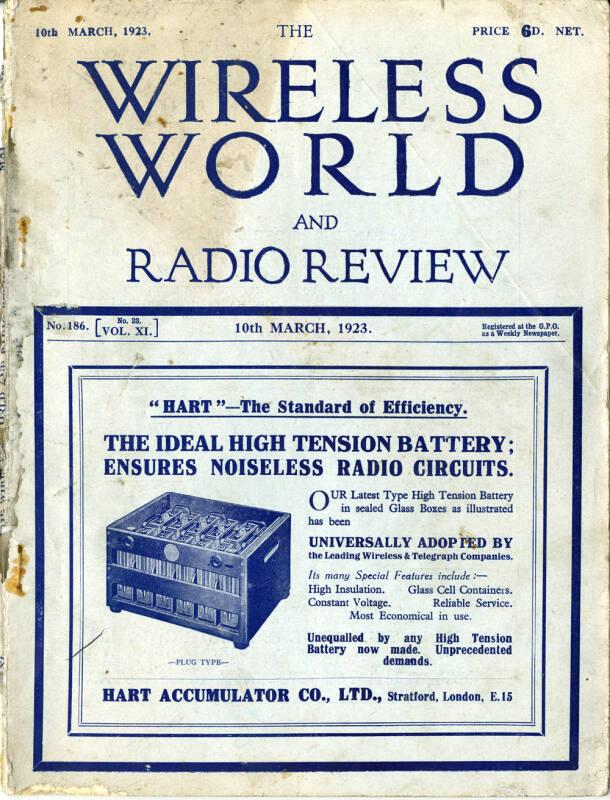 10th MARCH, 1923. THE PRICE 6D. NET.
WIRELESS
WORLD
AND
RADIO REVIEW
No. 186. [No. 23. VOL. XI.] 10th MARCH, 1923. Registered at the G.P.O. as a Weekly Newspaper.
"HART"—The Standard of Efficiency.
THE IDEAL HIGH TENSION BATTERY;
ENSURES NOISELESS RADIO CIRCUITS.
OUR Latest Type High Tension Battery
in sealed Glass Boxes as illustrated
has been
UNIVERSALLY ADOPTED BY
the Leading Wireless & Telegraph Companies.
Its many Special Features include :—
High Insulation. Glass Cell Containers.
Constant Voltage. Reliable Service.
Most Economical in use.
Unequalled by any High Tension
Battery now made. Unprecedented
demands.
—PLUG TYPE—
HART ACCUMULATOR CO., LTD., Stratford, London, E.15